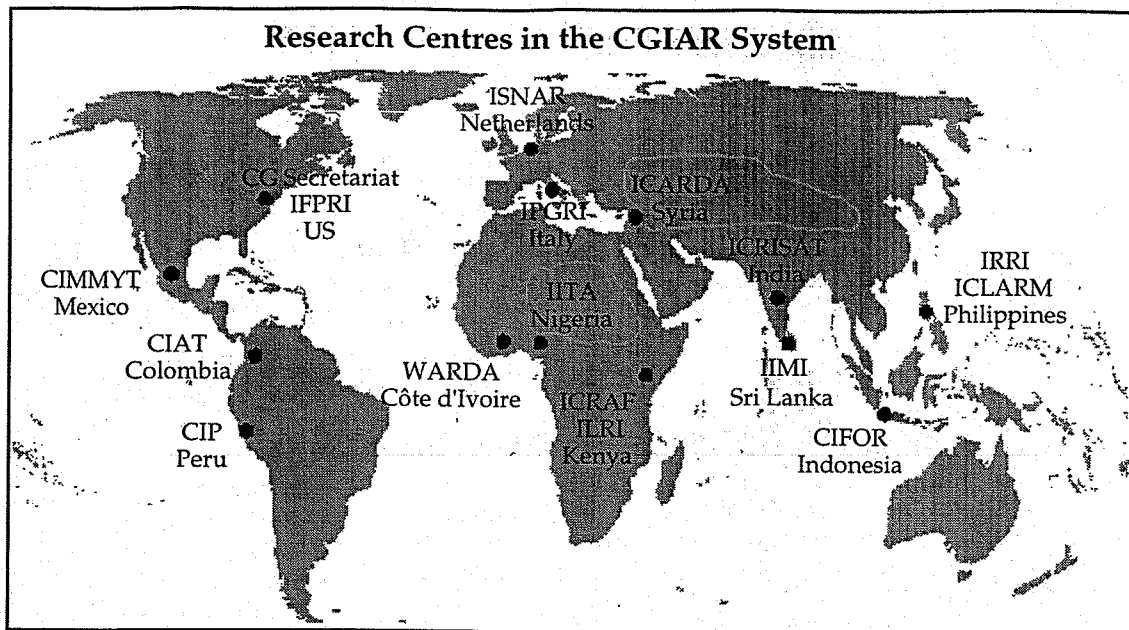 Research Centres in the CGIAR System
ISNAR
Netherlands
CG Secretariat
IFPRI
US
IPGRI
Italy
ICARDA
Syria
ICRISAT
India
IRRI
ICLARM
Philippines
CIMMYT
Mexico
IITA
Nigeria
CIAT
Colombia
WARDA
Côte d'Ivoire
IIMI
Sri Lanka
ICRAF
ILRI
Kenya
CIP
Peru
CIFOR
Indonesia